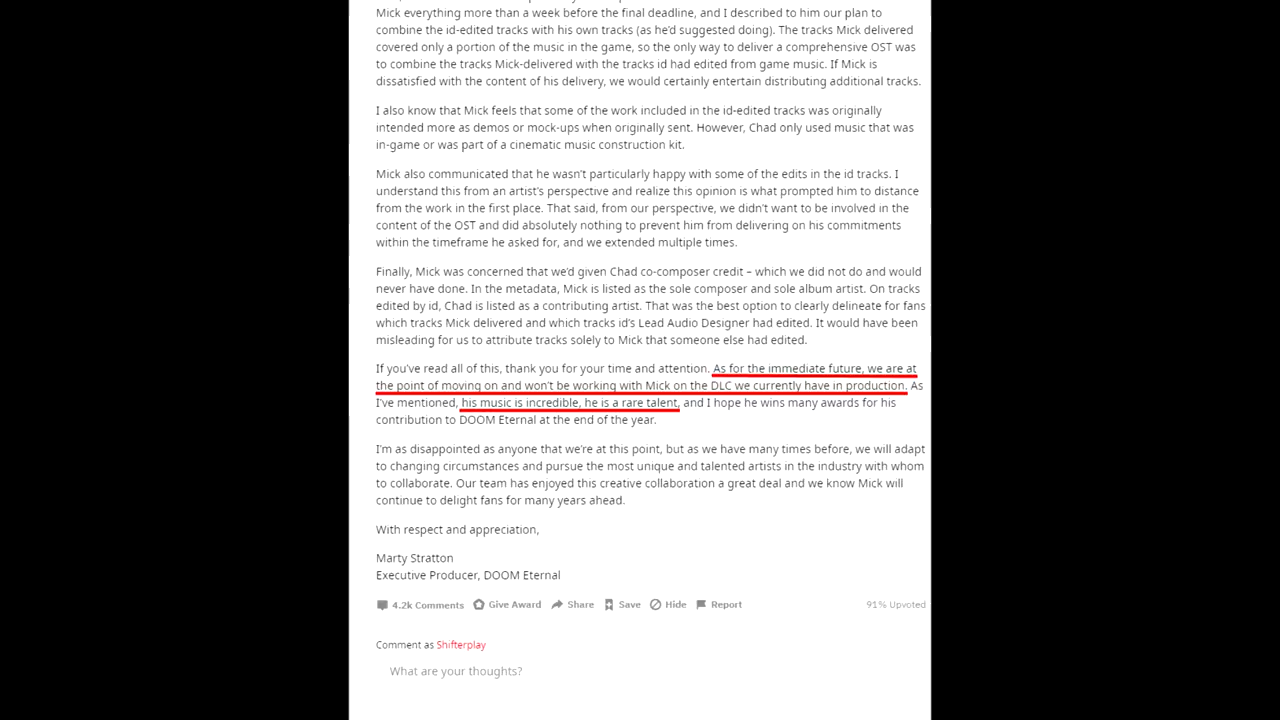 Mick everything more than a week before the final deadline, and I described to him our plan to
combine the id-edited tracks with his own tracks (as he’d suggested doing). The tracks Mick delivered
covered only a portion of the music in the game, so the only way to deliver a comprehensive OST was
to combine the tracks Mick-delivered with the tracks id had edited from game music. If Mick is
dissatisfied with the content of his delivery, we would certainly entertain distributing additional tracks.
I also know that Mick feels that some of the work included in the id-edited tracks was originally
intended more as demos or mock-ups when originally sent. However, Chad only used music that was
in-game or was part of a cinematic music construction kit.
Mick also communicated that he wasn’t particularly happy with some of the edits in the id tracks. I
understand this from an artist’s perspective and realize this opinion is what prompted him to distance
from the work in the first place. That said, from our perspective, we didn’t want to be involved in the
content of the OST and did absolutely nothing to prevent him from delivering on his commitments
within the timeframe he asked for, and we extended multiple times.
Finally, Mick was concerned that we’d given Chad co-composer credit – which we did not do and would
never have done. In the metadata, Mick is listed as the sole composer and sole album artist. On tracks
edited by id, Chad is listed as a contributing artist. That was the best option to clearly delineate for fans
which tracks Mick delivered and which tracks id’s Lead Audio Designer had edited. It would have been
misleading for us to attribute tracks solely to Mick that someone else had edited.
If you’ve read all of this, thank you for your time and attention. As for the immediate future, we are at
the point of moving on and won’t be working with Mick on the DLC we currently have in production. As
I’ve mentioned, his music is incredible, he is a rare talent, and I hope he wins many awards for his
contribution to DOOM Eternal at the end of the year.
I’m as disappointed as anyone that we’re at this point, but as we have many times before, we will adapt
to changing circumstances and pursue the most unique and talented artists in the industry with whom
to collaborate. Our team has enjoyed this creative collaboration a great deal and we know Mick will
continue to delight fans for many years ahead.
With respect and appreciation,
Marty Stratton
Executive Producer, DOOM Eternal
4.2k Comments Give Award Share Save Hide Report 91% Upvoted
Comment as Shifterplay
What are your thoughts?